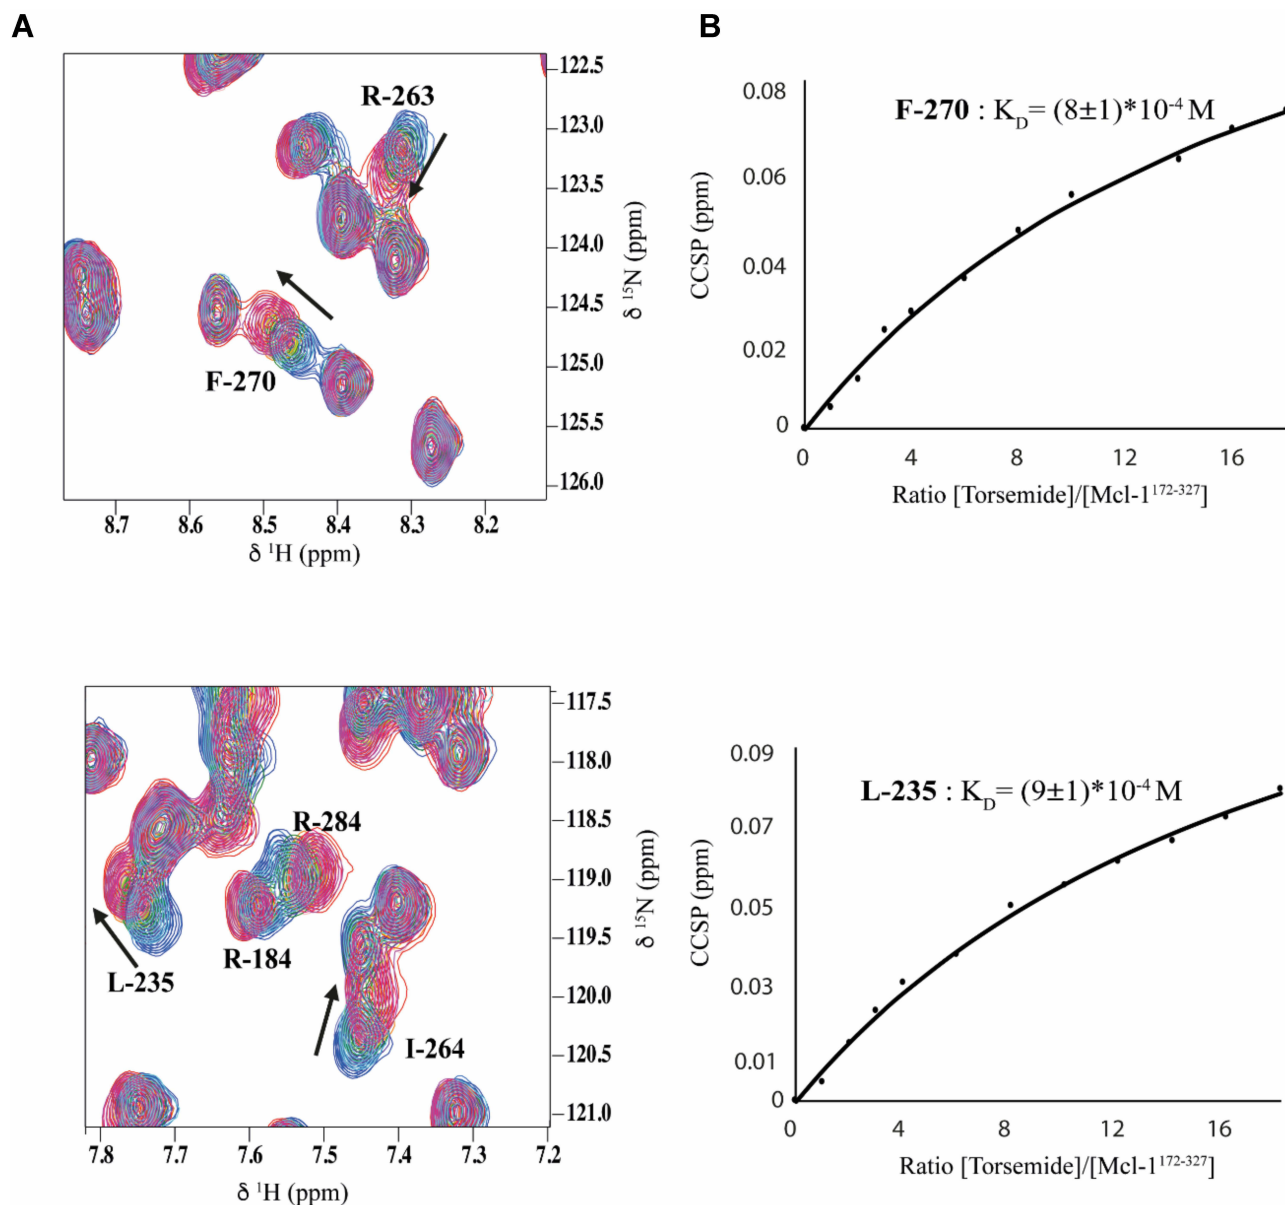 A
B
R-263
F-270
122.5
123.0
123.5
124.0
124.5
125.0
125.5
126.0
δ ¹⁵N (ppm)
8.7 8.6 8.5 8.4 8.3 8.2
δ ¹H (ppm)
F-270 : K_D= (8±1)*10⁻⁴ M
0.08
0.06
0.04
0.02
0
CCSP (ppm)
0 4 8 12 16
Ratio [Torsemide]/[Mcl-1¹⁷²⁻³²⁷]
R-284
R-184
L-235
I-264
117.5
118.0
118.5
119.0
119.5
120.0
120.5
121.0
δ ¹⁵N (ppm)
7.8 7.7 7.6 7.5 7.4 7.3 7.2
δ ¹H (ppm)
L-235 : K_D= (9±1)*10⁻⁴ M
0.09
0.07
0.05
0.03
0.01
0
CCSP (ppm)
0 4 8 12 16
Ratio [Torsemide]/[Mcl-1¹⁷²⁻³²⁷]